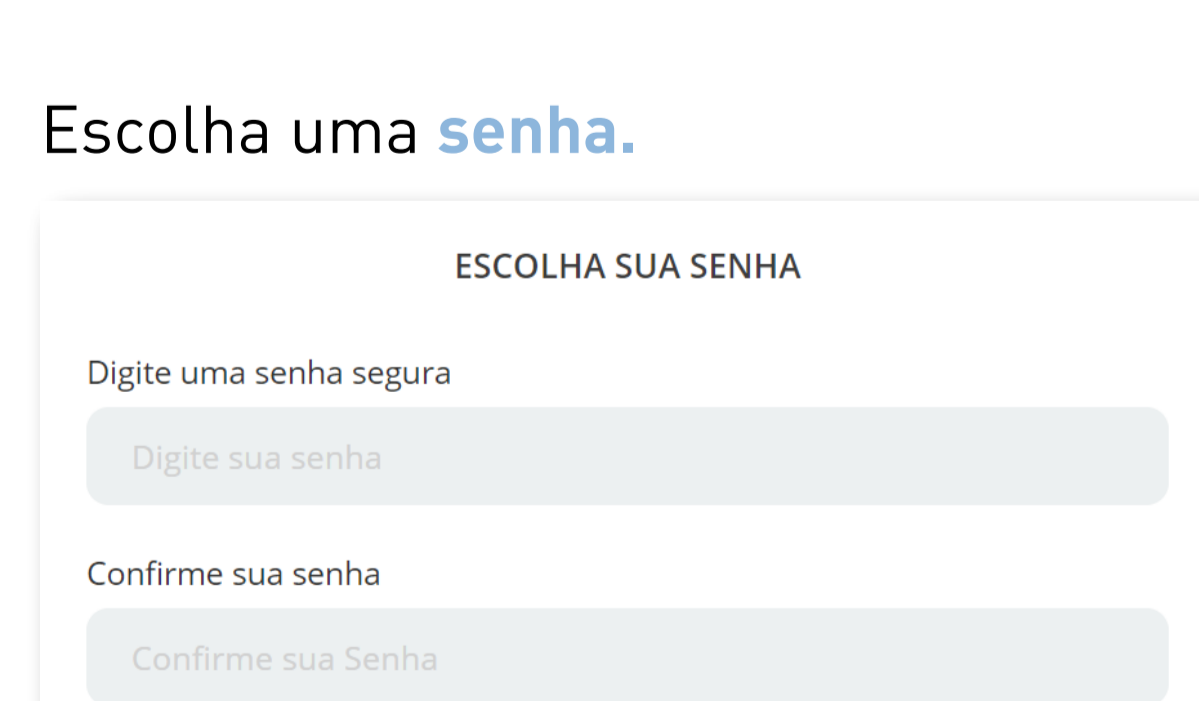 Escolha uma senha.
ESCOLHA SUA SENHA
Digite uma senha segura
Digite sua senha
Confirme sua senha
Confirme sua Senha